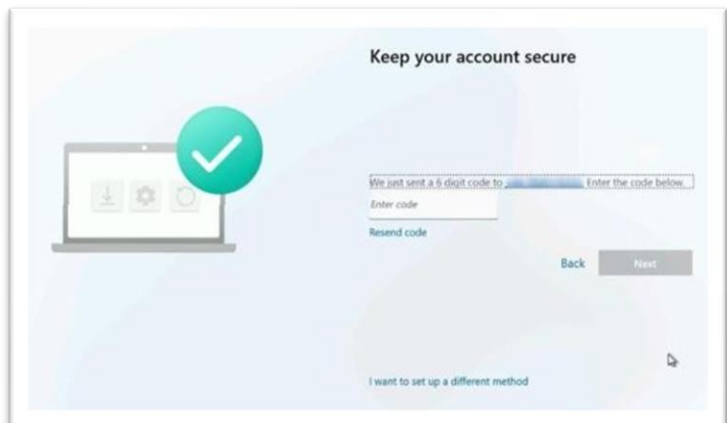 Keep your account secure
We just sent a 6 digit code to Enter the code below.
Enter code
Resend code
Back Next
I want to set up a different method